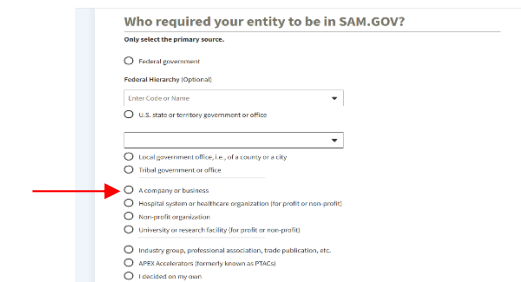 Who required your entity to be in SAM.GOV?
Only select the primary source.
Federal government
Federal Hierarchy (Optional)
Enter Code or Name
U.S. state or territory government or office
Local government office, i.e., of a county or a city
Tribal government or office
A company or business
Hospital system or healthcare organization (for profit or non-profit)
Non-profit organization
University or research facility (for profit or non-profit)
Industry group, professional association, trade publication, etc.
APEX Accelerators (formerly known as PTACs)
I decided on my own